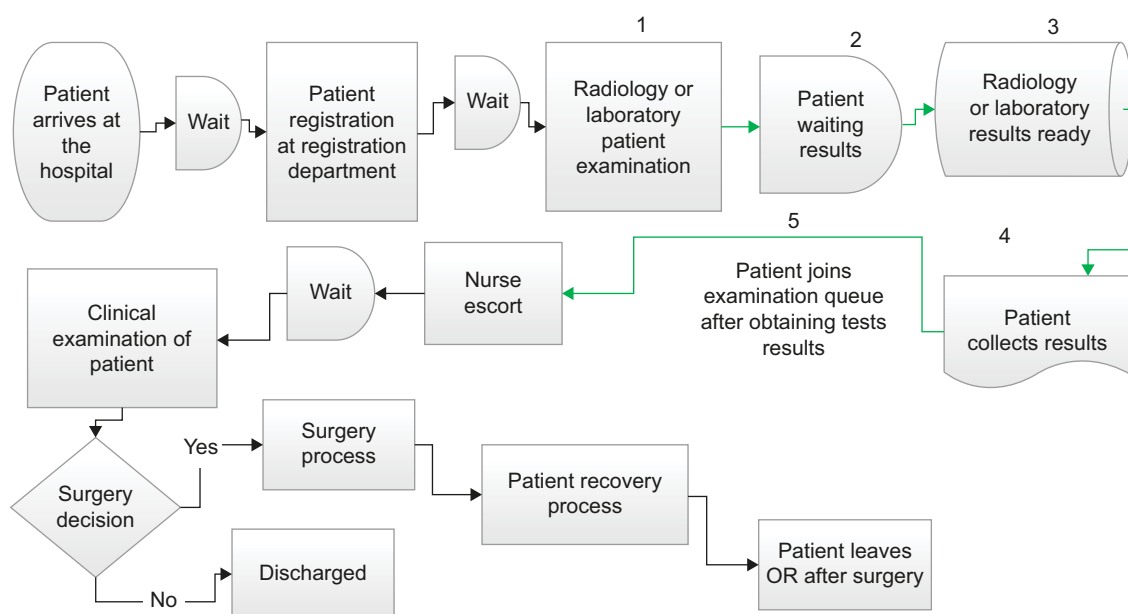 1
2
3
Patient
arrives at
the
hospital
Wait
Patient
registration
at registration
department
Wait
Radiology or
laboratory
patient
examination
Patient
waiting
results
Radiology
or laboratory
results ready
5
4
Clinical
examination of
patient
Wait
Nurse
escort
Patient joins
examination queue
after obtaining tests
results
Patient
collects results
Surgery
decision
Yes
Surgery
process
Patient recovery
process
Patient leaves
OR after surgery
No
Discharged